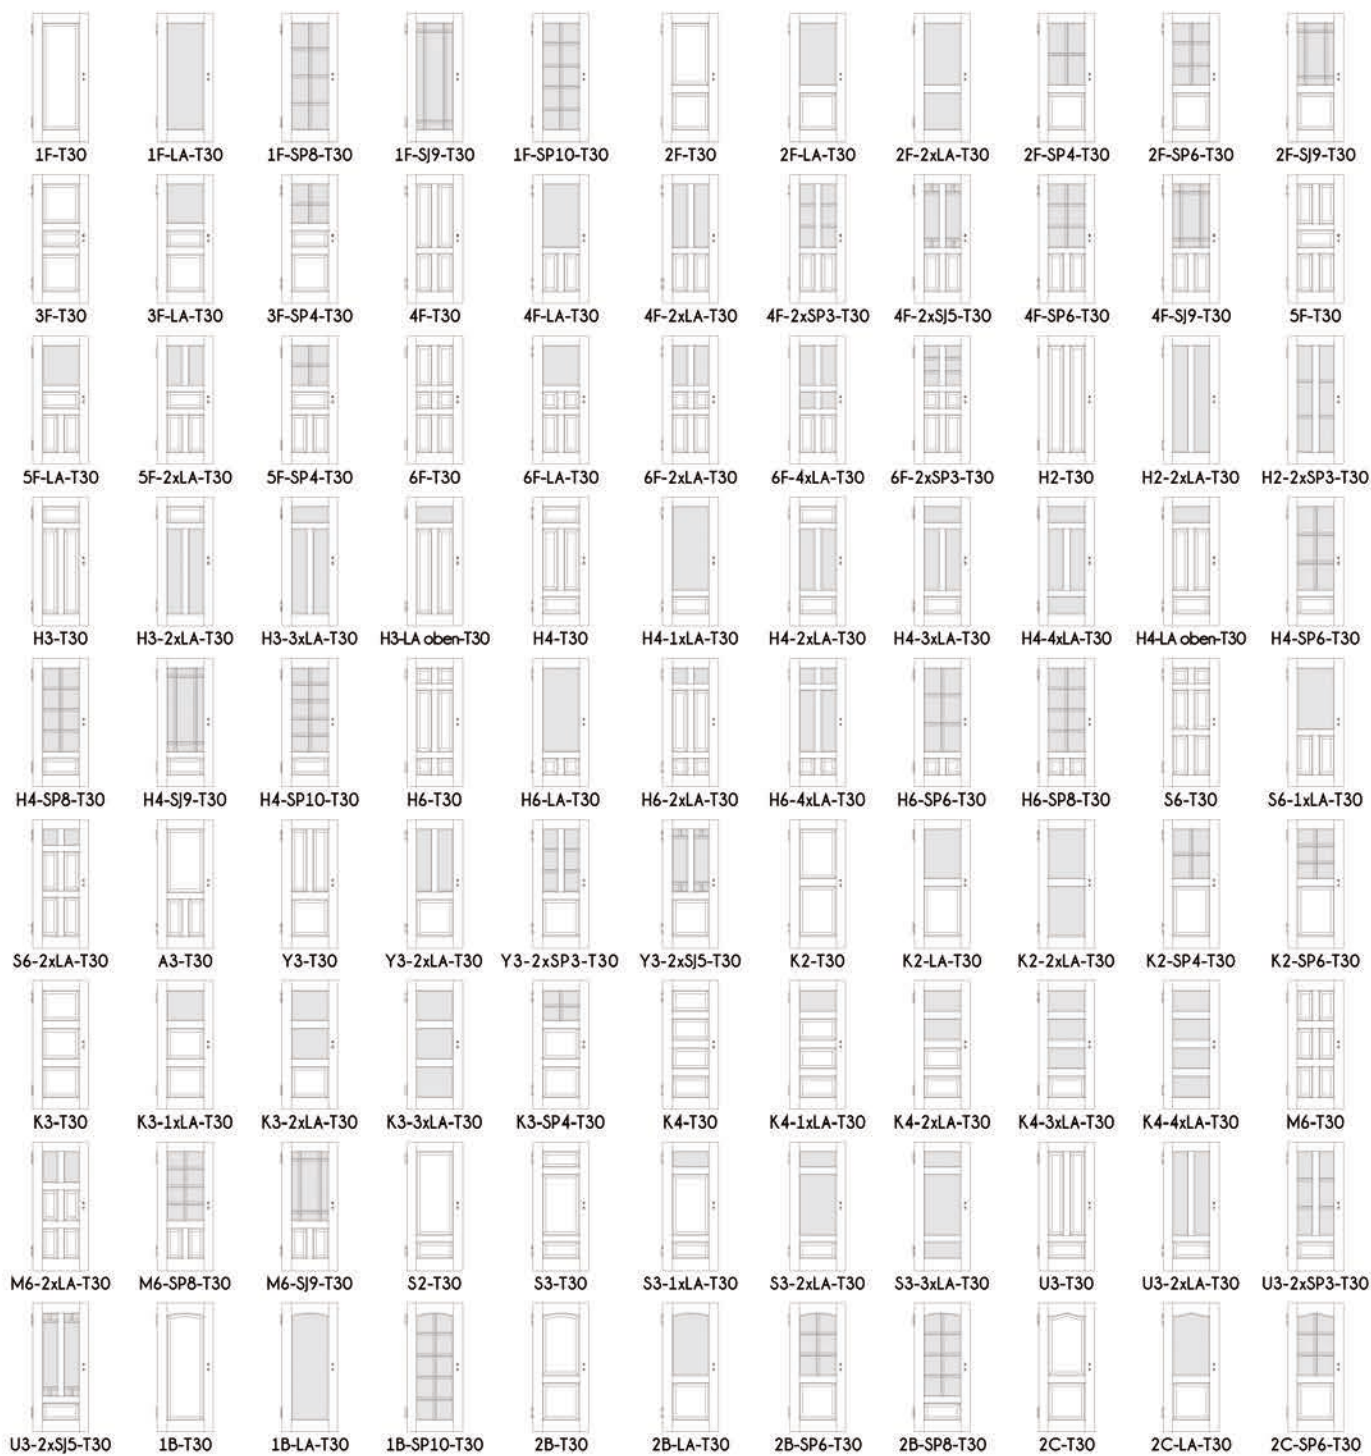 1F-T30 1F-LA-T30 1F-SP8-T30 1F-SJ9-T30 1F-SP10-T30 2F-T30 2F-LA-T30 2F-2xLA-T30 2F-SP4-T30 2F-SP6-T30 2F-SJ9-T30
3F-T30 3F-LA-T30 3F-SP4-T30 4F-T30 4F-LA-T30 4F-2xLA-T30 4F-2xSP3-T30 4F-2xSJ5-T30 4F-SP6-T30 4F-SJ9-T30 5F-T30
5F-LA-T30 5F-2xLA-T30 5F-SP4-T30 6F-T30 6F-LA-T30 6F-2xLA-T30 6F-4xLA-T30 6F-2xSP3-T30 H2-T30 H2-2xLA-T30 H2-2xSP3-T30
H3-T30 H3-2xLA-T30 H3-3xLA-T30 H3-LA oben-T30 H4-T30 H4-1xLA-T30 H4-2xLA-T30 H4-3xLA-T30 H4-4xLA-T30 H4-LA oben-T30 H4-SP6-T30
H4-SP8-T30 H4-SJ9-T30 H4-SP10-T30 H6-T30 H6-LA-T30 H6-2xLA-T30 H6-4xLA-T30 H6-SP6-T30 H6-SP8-T30 S6-T30 S6-1xLA-T30
S6-2xLA-T30 A3-T30 Y3-T30 Y3-2xLA-T30 Y3-2xSP3-T30 Y3-2xSJ5-T30 K2-T30 K2-LA-T30 K2-2xLA-T30 K2-SP4-T30 K2-SP6-T30
K3-T30 K3-1xLA-T30 K3-2xLA-T30 K3-3xLA-T30 K3-SP4-T30 K4-T30 K4-1xLA-T30 K4-2xLA-T30 K4-3xLA-T30 K4-4xLA-T30 M6-T30
M6-2xLA-T30 M6-SP8-T30 M6-SJ9-T30 S2-T30 S3-T30 S3-1xLA-T30 S3-2xLA-T30 S3-3xLA-T30 U3-T30 U3-2xLA-T30 U3-2xSP3-T30
U3-2xSJ5-T30 1B-T30 1B-LA-T30 1B-SP10-T30 2B-T30 2B-LA-T30 2B-SP6-T30 2B-SP8-T30 2C-T30 2C-LA-T30 2C-SP6-T30